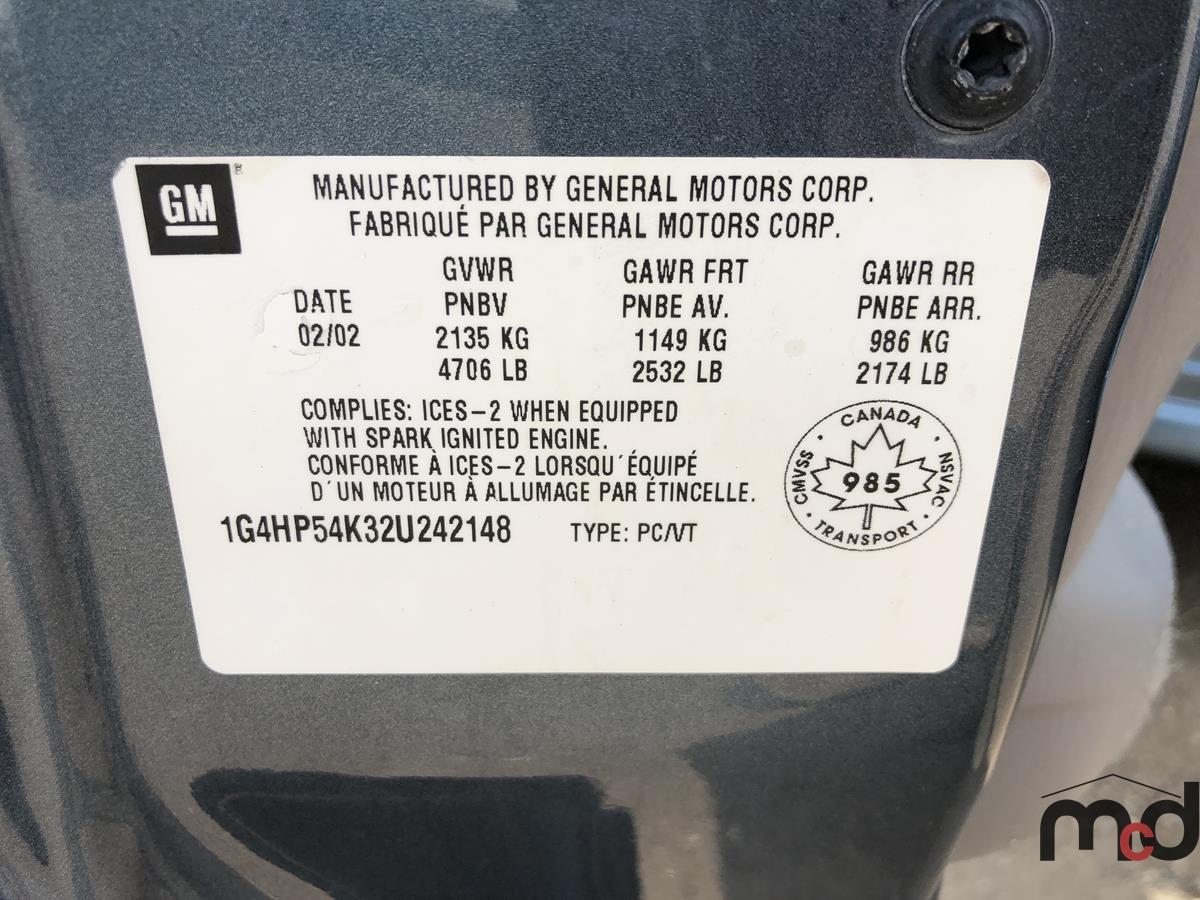 GM ®
MANUFACTURED BY GENERAL MOTORS CORP.
FABRIQUÉ PAR GENERAL MOTORS CORP.
GVWR GAWR FRT GAWR RR
DATE PNBV PNBE AV. PNBE ARR.
02/02 2135 KG 1149 KG 986 KG
4706 LB 2532 LB 2174 LB
COMPLIES: ICES-2 WHEN EQUIPPED
WITH SPARK IGNITED ENGINE.
CONFORME À ICES-2 LORSQU´ÉQUIPÉ
D´UN MOTEUR À ALLUMAGE PAR ÉTINCELLE.
CANADA
CMVSS · NSVAC
985
TRANSPORT
1G4HP54K32U242148 TYPE: PC/VT
mcd